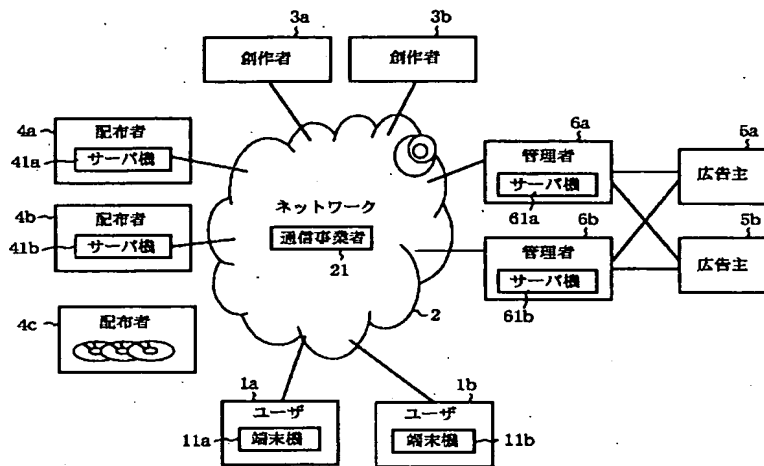 3a
3b
創作者
創作者
4a
配布者
41a
サーバ機
6a
管理者
サーバ機
61a
5a
広告主
4b
配布者
41b
サーバ機
ネットワーク
通信事業者
21
6b
管理者
サーバ機
61b
5b
広告主
4c
配布者
2
1a
ユーザ
11a
端末機
1b
ユーザ
端末機
11b